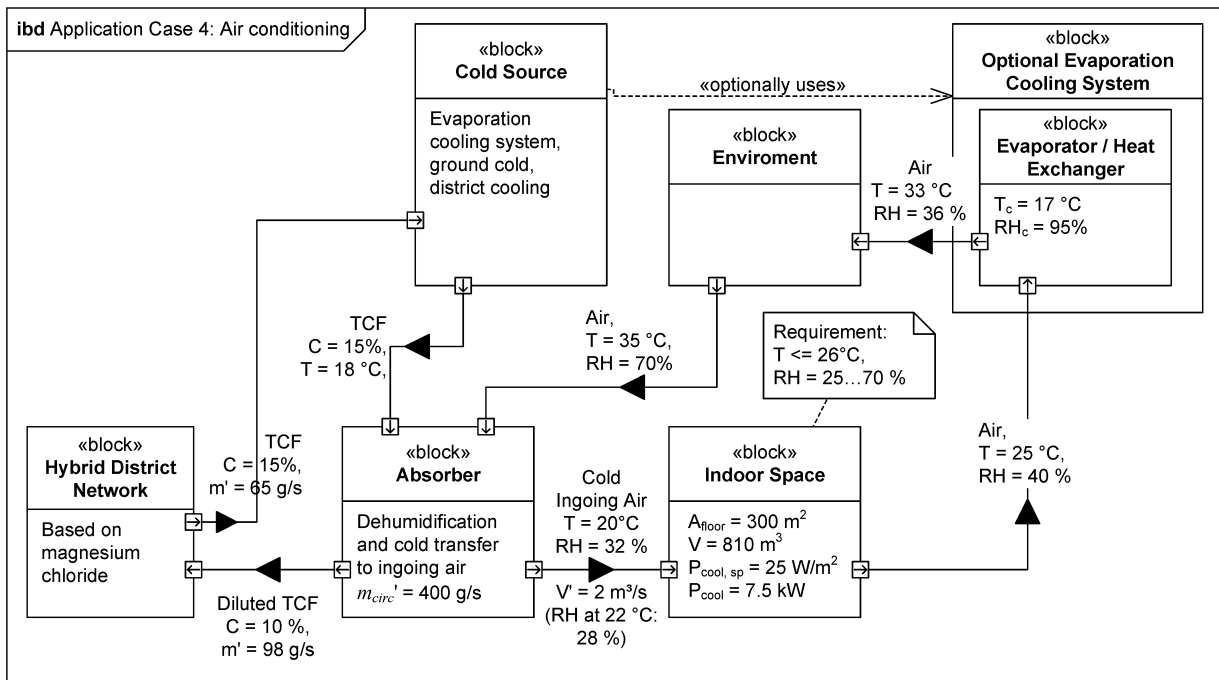 ibd Application Case 4: Air conditioning
«block»
Cold Source
Evaporation
cooling system,
ground cold,
district cooling
«optionally uses»
«block»
Optional Evaporation
Cooling System
«block»
Enviroment
Air
T = 33 °C
RH = 36 %
«block»
Evaporator / Heat
Exchanger
Tc = 17 °C
RHc = 95%
TCF
C = 15%,
T = 18 °C,
Air,
T = 35 °C,
RH = 70%
Requirement:
T <= 26°C,
RH = 25…70 %
«block»
Hybrid District
Network
Based on
magnesium
chloride
TCF
C = 15%,
m' = 65 g/s
«block»
Absorber
Dehumidification
and cold transfer
to ingoing air
mcirc' = 400 g/s
Cold
Ingoing Air
T = 20°C
RH = 32 %
V' = 2 m³/s
(RH at 22 °C:
28 %)
«block»
Indoor Space
Afloor = 300 m²
V = 810 m³
Pcool, sp = 25 W/m²
Pcool = 7.5 kW
Air,
T = 25 °C,
RH = 40 %
Diluted TCF
C = 10 %,
m' = 98 g/s